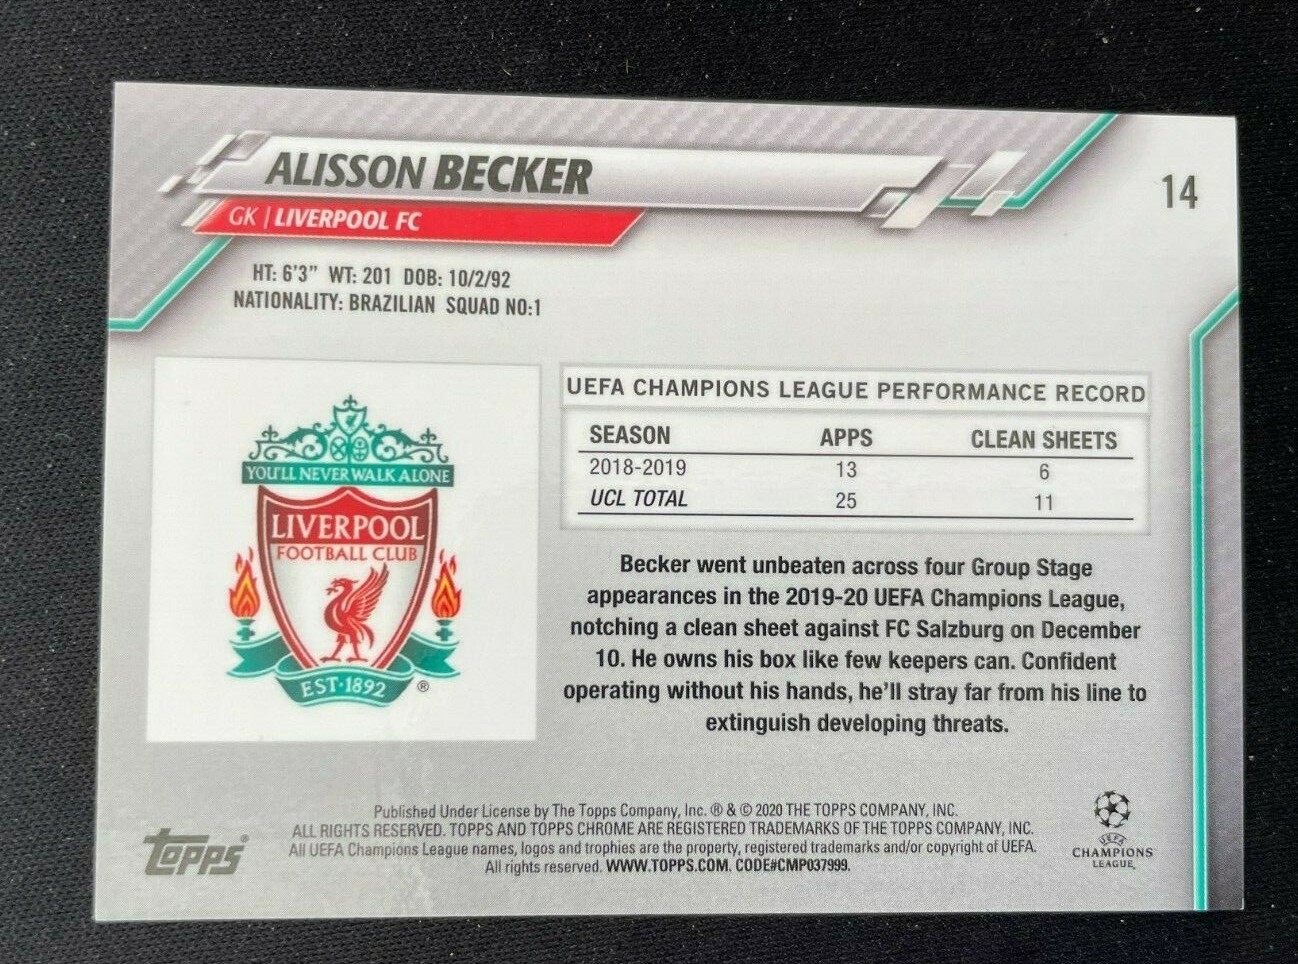 ALISSON BECKER
14
GK | LIVERPOOL FC
HT: 6'3" WT: 201 DOB: 10/2/92
NATIONALITY: BRAZILIAN SQUAD NO:1
YOU'LL NEVER WALK ALONE
LIVERPOOL
FOOTBALL CLUB
EST·1892 ®
UEFA CHAMPIONS LEAGUE PERFORMANCE RECORD
SEASON APPS CLEAN SHEETS
2018-2019 13 6
UCL TOTAL 25 11
Becker went unbeaten across four Group Stage
appearances in the 2019-20 UEFA Champions League,
notching a clean sheet against FC Salzburg on December
10. He owns his box like few keepers can. Confident
operating without his hands, he'll stray far from his line to
extinguish developing threats.
Topps®
Published Under License by The Topps Company, Inc. ® & © 2020 THE TOPPS COMPANY, INC.
ALL RIGHTS RESERVED. TOPPS AND TOPPS CHROME ARE REGISTERED TRADEMARKS OF THE TOPPS COMPANY, INC.
All UEFA Champions League names, logos and trophies are the property, registered trademarks and/or copyright of UEFA.
All rights reserved. WWW.TOPPS.COM. CODE#CMP037999.
UEFA
CHAMPIONS
LEAGUE